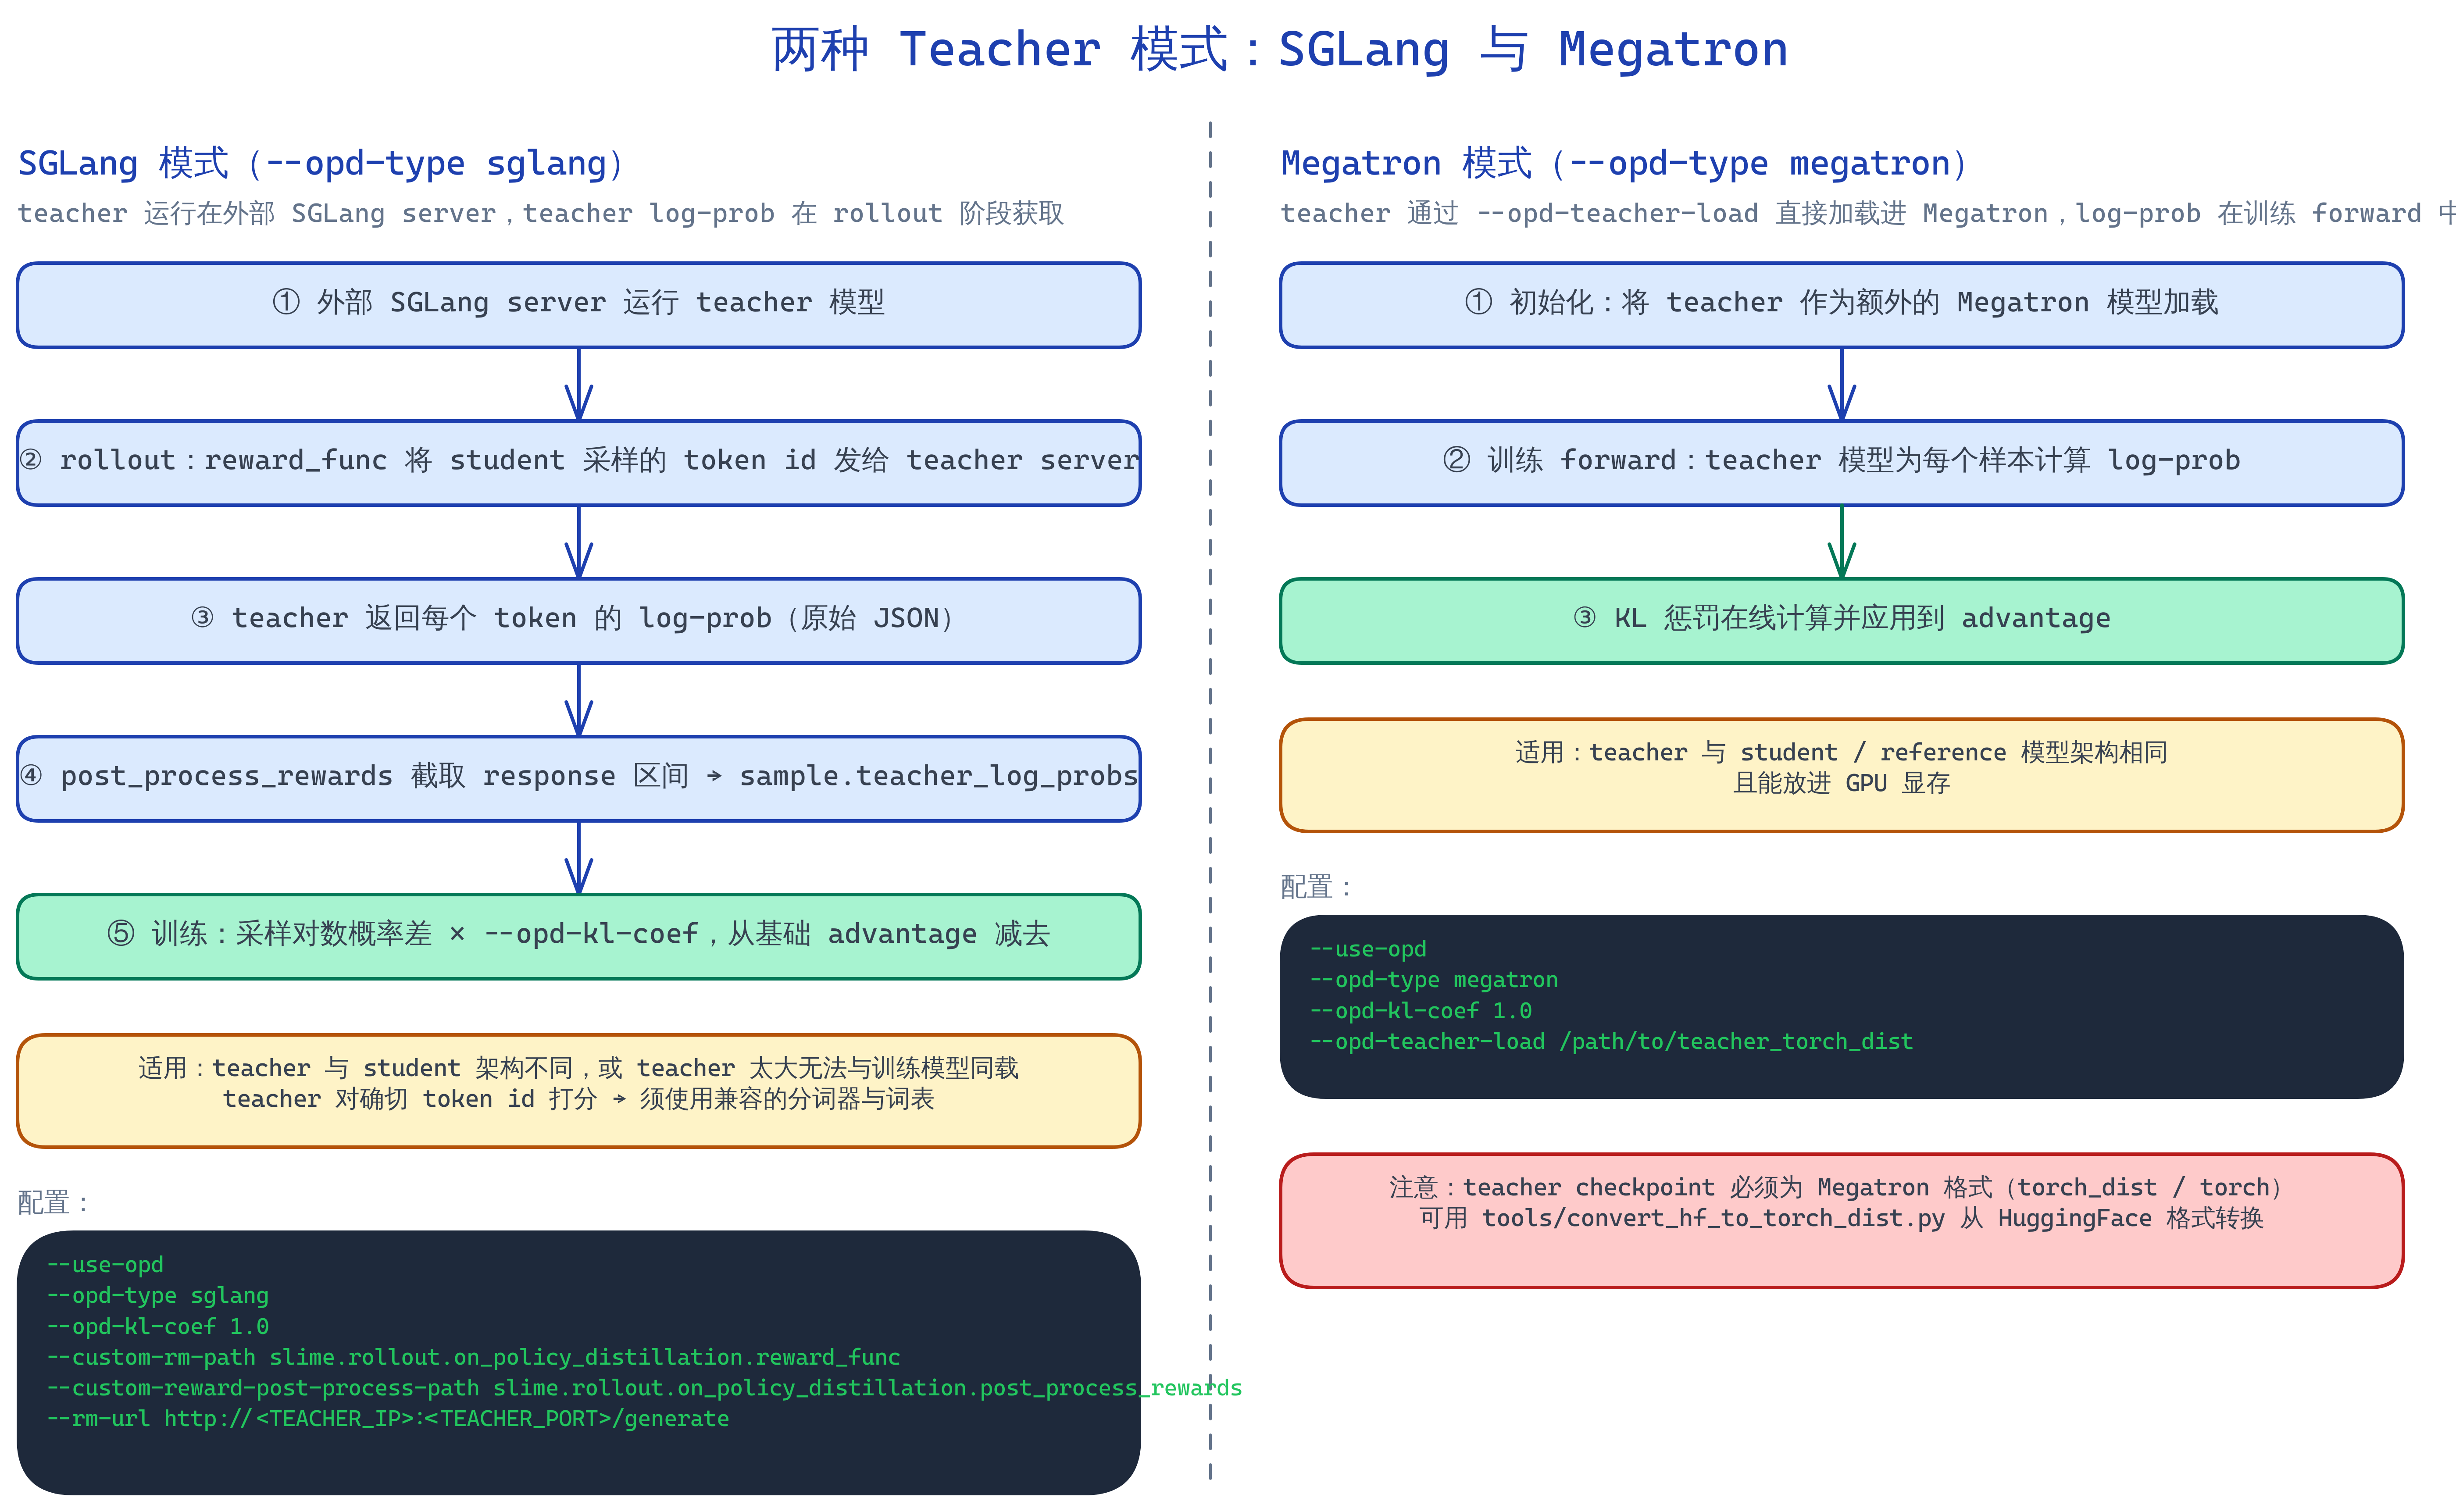 两种 Teacher 模式：SGLang 与 Megatron
SGLang 模式（--opd-type sglang）
teacher 运行在外部 SGLang server，teacher log-prob 在 rollout 阶段获取
① 外部 SGLang server 运行 teacher 模型
② rollout：reward_func 将 student 采样的 token id 发给 teacher server
③ teacher 返回每个 token 的 log-prob（原始 JSON）
④ post_process_rewards 截取 response 区间 → sample.teacher_log_probs
⑤ 训练：采样对数概率差 × --opd-kl-coef，从基础 advantage 减去
适用：teacher 与 student 架构不同，或 teacher 太大无法与训练模型同载
teacher 对确切 token id 打分 → 须使用兼容的分词器与词表
配置：
--use-opd
--opd-type sglang
--opd-kl-coef 1.0
--custom-rm-path slime.rollout.on_policy_distillation.reward_func
--custom-reward-post-process-path slime.rollout.on_policy_distillation.post_process_rewards
--rm-url http://<TEACHER_IP>:<TEACHER_PORT>/generate
Megatron 模式（--opd-type megatron）
teacher 通过 --opd-teacher-load 直接加载进 Megatron，log-prob 在训练 forward 中
① 初始化：将 teacher 作为额外的 Megatron 模型加载
② 训练 forward：teacher 模型为每个样本计算 log-prob
③ KL 惩罚在线计算并应用到 advantage
适用：teacher 与 student / reference 模型架构相同
且能放进 GPU 显存
配置：
--use-opd
--opd-type megatron
--opd-kl-coef 1.0
--opd-teacher-load /path/to/teacher_torch_dist
注意：teacher checkpoint 必须为 Megatron 格式（torch_dist / torch）
可用 tools/convert_hf_to_torch_dist.py 从 HuggingFace 格式转换